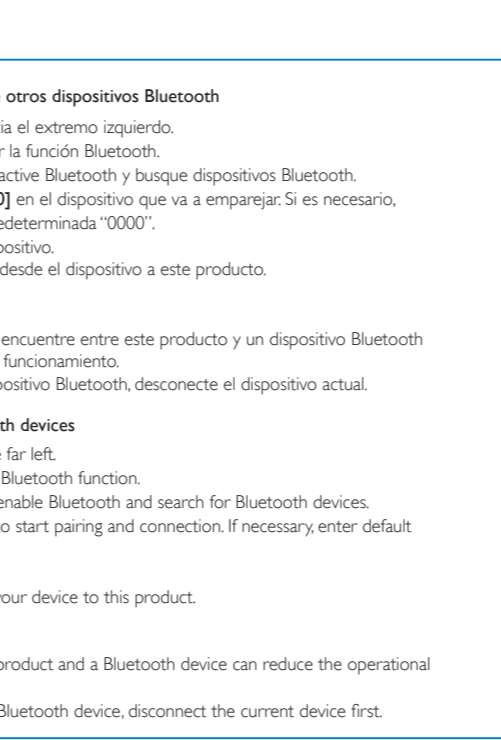 otros dispositivos Bluetooth
ia el extremo izquierdo.
r la función Bluetooth.
active Bluetooth y busque dispositivos Bluetooth.
0] en el dispositivo que va a emparejar. Si es necesario,
edeterminada “0000”.
positivo.
desde el dispositivo a este producto.
encuentre entre este producto y un dispositivo Bluetooth
funcionamiento.
positivo Bluetooth, desconecte el dispositivo actual.
th devices
far left.
Bluetooth function.
enable Bluetooth and search for Bluetooth devices.
o start pairing and connection. If necessary, enter default
our device to this product.
product and a Bluetooth device can reduce the operational
Bluetooth device, disconnect the current device first.